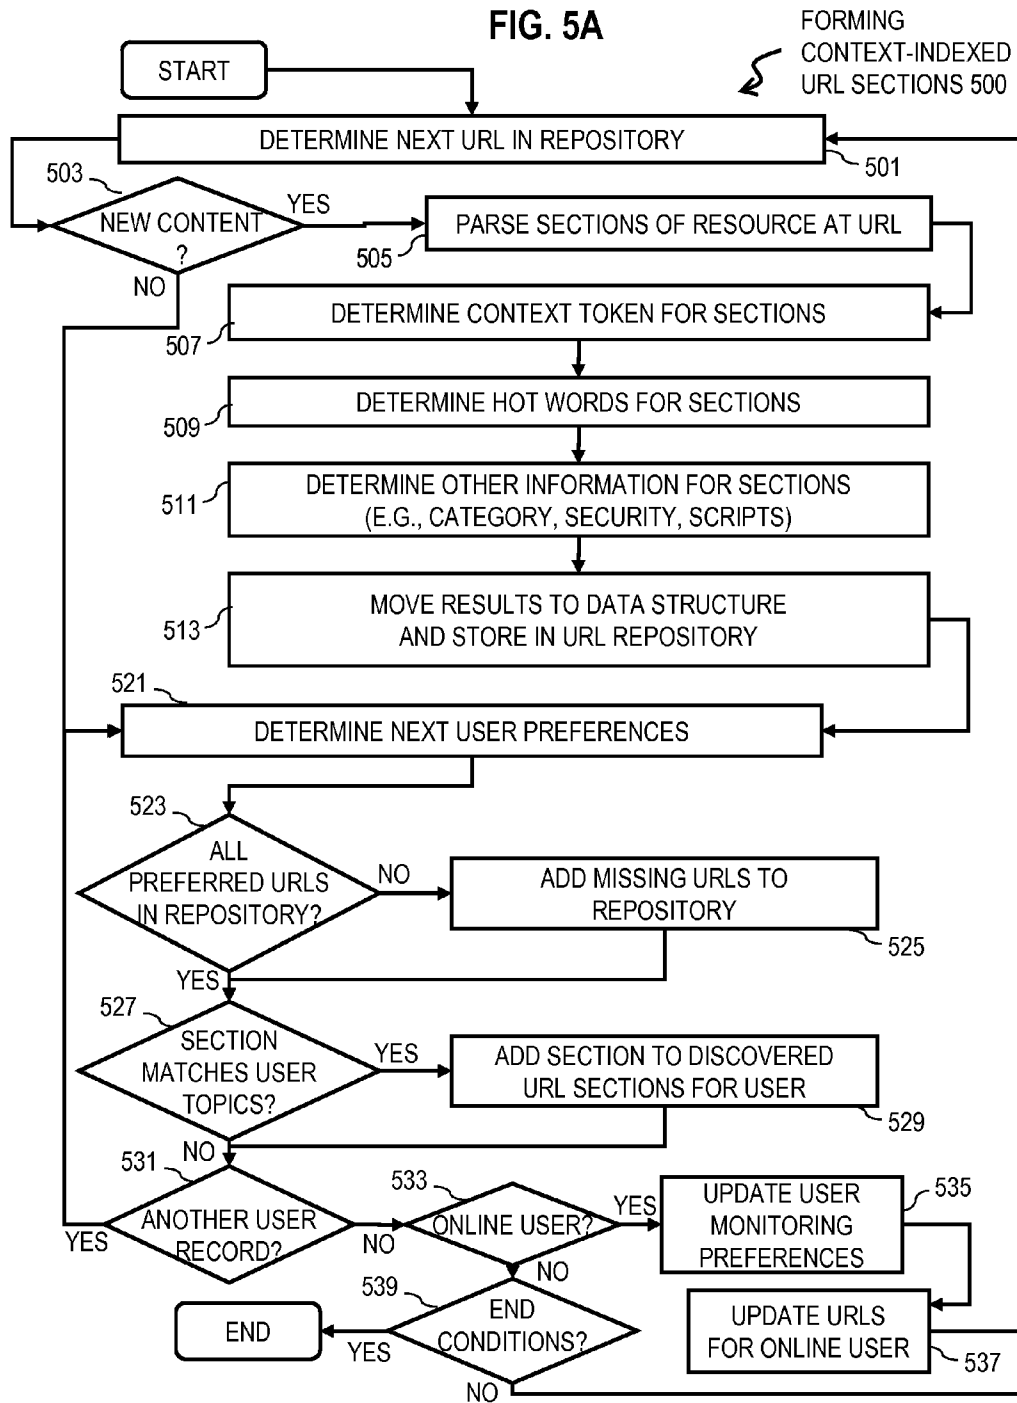 FIG. 5A
FORMING
CONTEXT-INDEXED
URL SECTIONS 500
START
DETERMINE NEXT URL IN REPOSITORY
501
503
NEW CONTENT
?
YES
NO
PARSE SECTIONS OF RESOURCE AT URL
505
DETERMINE CONTEXT TOKEN FOR SECTIONS
507
DETERMINE HOT WORDS FOR SECTIONS
509
DETERMINE OTHER INFORMATION FOR SECTIONS
(E.G., CATEGORY, SECURITY, SCRIPTS)
511
MOVE RESULTS TO DATA STRUCTURE
AND STORE IN URL REPOSITORY
513
521
DETERMINE NEXT USER PREFERENCES
523
ALL
PREFERRED URLS
IN REPOSITORY?
NO
ADD MISSING URLS TO
REPOSITORY
525
YES
527
SECTION
MATCHES USER
TOPICS?
YES
ADD SECTION TO DISCOVERED
URL SECTIONS FOR USER
529
NO
531
ANOTHER USER
RECORD?
YES
NO
533
ONLINE USER?
YES
UPDATE USER
MONITORING
PREFERENCES
535
NO
539
END
CONDITIONS?
END
YES
NO
UPDATE URLS
FOR ONLINE USER
537